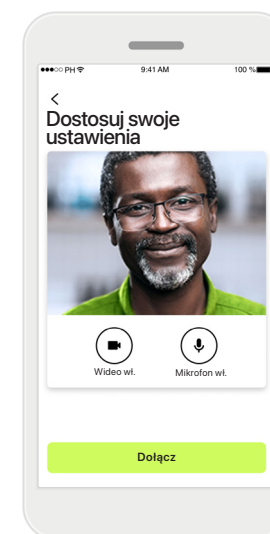 PH 9:41 AM 100 %
Dostosuj swoje
ustawienia
Wideo wł. Mikrofon wł.
Dołącz